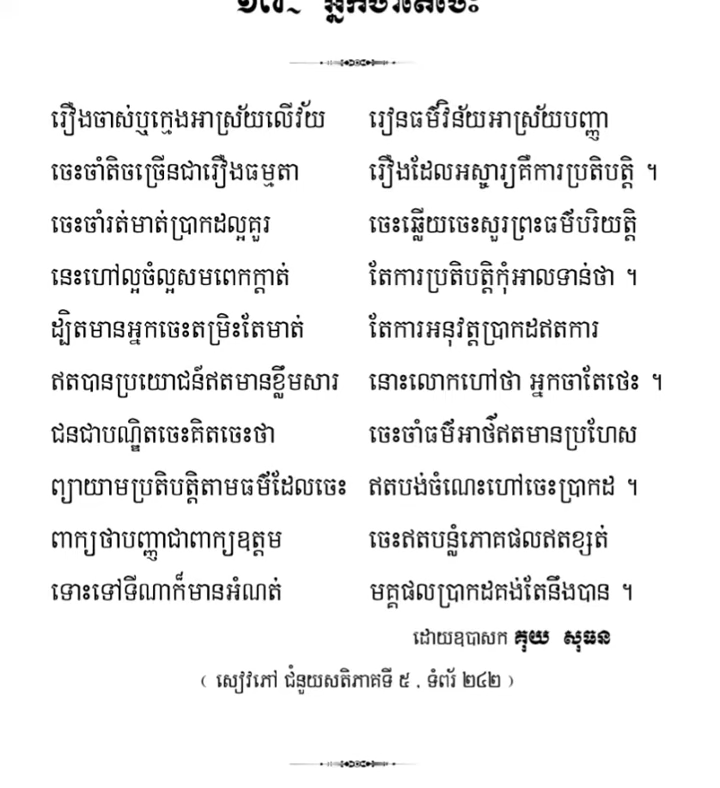 ១៧~ អ្នកចាំតែចេះ
រឿងចាស់ឬក្មេងអាស្រ័យលើវ័យ រៀនធម៌វិន័យអាស្រ័យបញ្ញា
ចេះចាំតិចច្រើនជារឿងធម្មតា រឿងដែលអស្ចារ្យគឺការប្រតិបត្តិ ។
ចេះចាំរត់មាត់ប្រាកដល្អគួរ ចេះឆ្លើយចេះសួរព្រះធម៌បរិយត្តិ
នេះហៅល្អចំល្អសមពេកក្ដាត់ តែការប្រតិបត្តិកុំអាលទាន់ថា ។
ដ្បិតមានអ្នកចេះតម្រិះតែមាត់ តែការអនុវត្តប្រាកដឥតការ
ឥតបានប្រយោជន៍ឥតមានខ្លឹមសារ នោះលោកហៅថា អ្នកចាតែថេះ ។
ជនជាបណ្ឌិតចេះគិតចេះថា ចេះចាំធម៌អាថ៌ឥតមានប្រហែស
ព្យាយាមប្រតិបត្តិតាមធម៌ដែលចេះ ឥតបង់ចំណេះហៅចេះប្រាកដ ។
ពាក្យថាបញ្ញាជាពាក្យឧត្តម ចេះឥតបន្លំភោគផលឥតខ្សត់
ទោះទៅទីណាក៏មានអំណត់ មគ្គផលប្រាកដគង់តែនឹងបាន ។
ដោយឧបាសក គុយ សុធន
( សៀវភៅ ជំនួយសតិភាគទី ៥ . ទំព័រ ២៤២ )